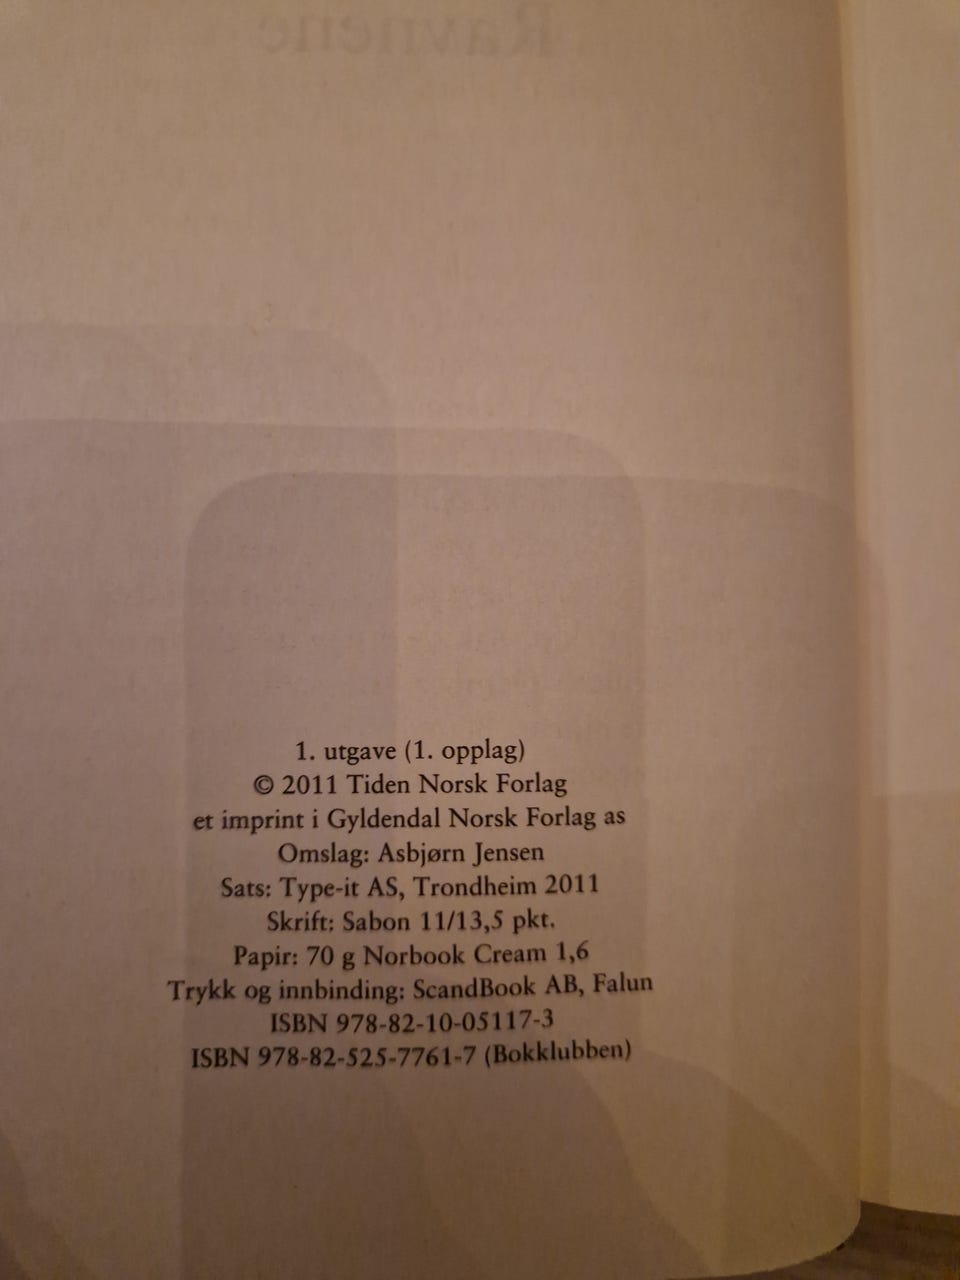 Ravnene
1. utgave (1. opplag)
© 2011 Tiden Norsk Forlag
et imprint i Gyldendal Norsk Forlag as
Omslag: Asbjørn Jensen
Sats: Type-it AS, Trondheim 2011
Skrift: Sabon 11/13,5 pkt.
Papir: 70 g Norbook Cream 1,6
Trykk og innbinding: ScandBook AB, Falun
ISBN 978-82-10-05117-3
ISBN 978-82-525-7761-7 (Bokklubben)